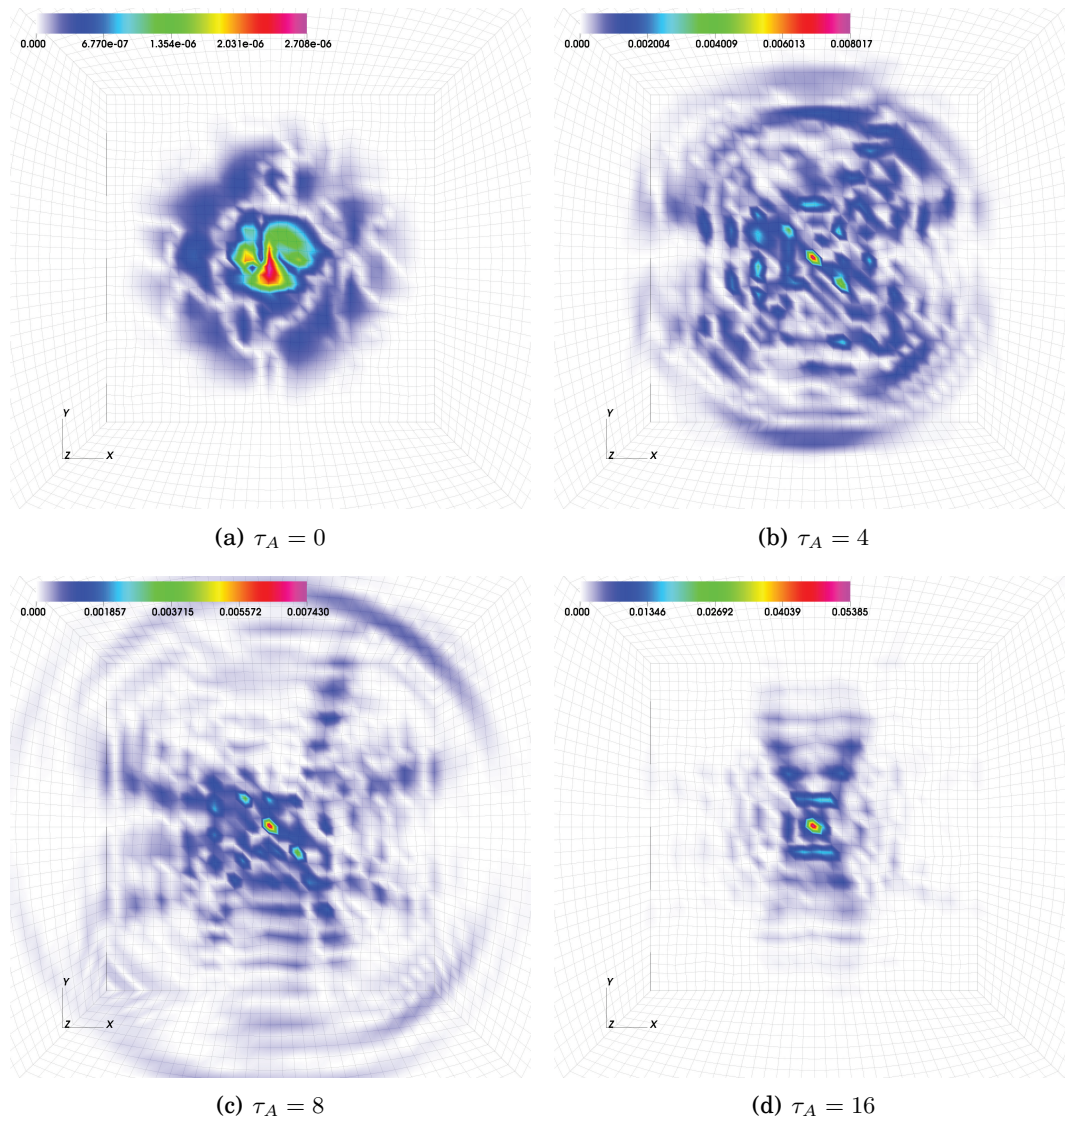 0.000 6.770e-07 1.354e-06 2.031e-06 2.708e-06
0.000 0.002004 0.004009 0.006013 0.008017
Y
Z X
Y
Z X
(a) τ_A = 0
(b) τ_A = 4
0.000 0.001857 0.003715 0.005572 0.007430
0.000 0.01346 0.02692 0.04039 0.05385
Y
Z X
Y
Z X
(c) τ_A = 8
(d) τ_A = 16